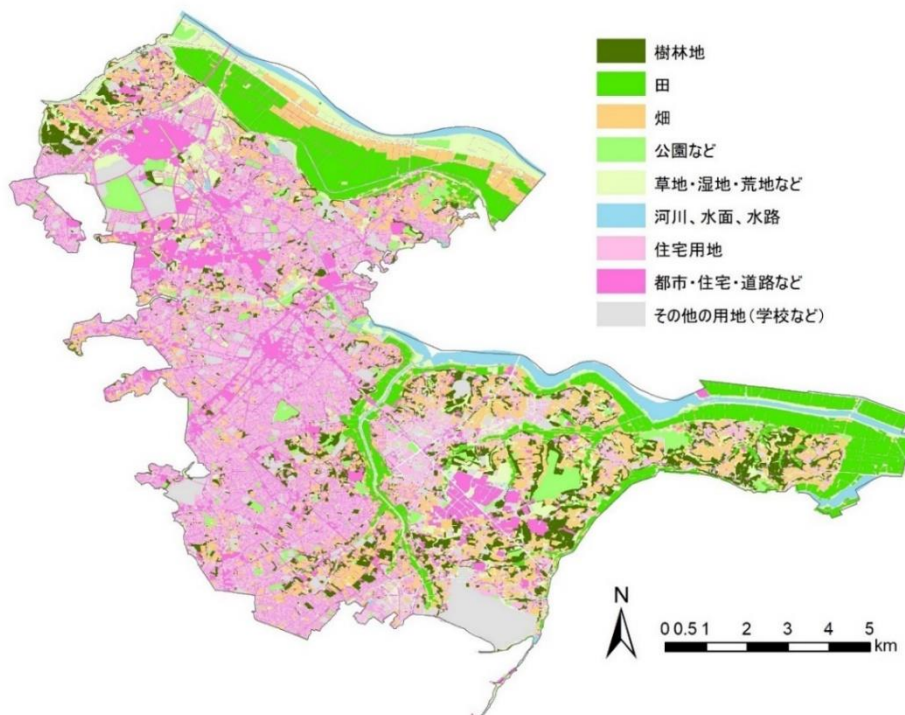 樹林地
田
畑
公園など
草地・湿地・荒地など
河川、水面、水路
住宅用地
都市・住宅・道路など
その他の用地(学校など)
N
0 0.5 1 2 3 4 5
km